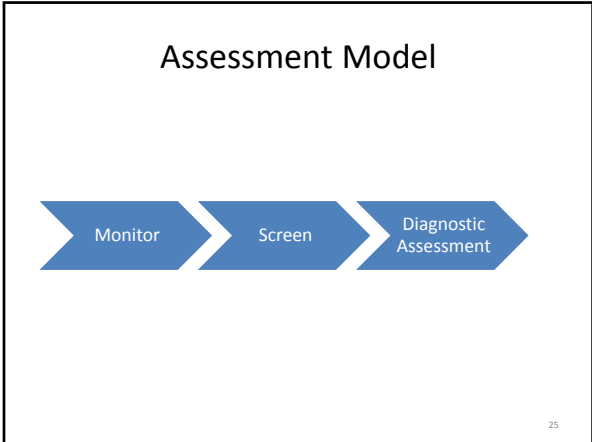 Assessment Model
Monitor
Screen
Diagnostic
Assessment
25